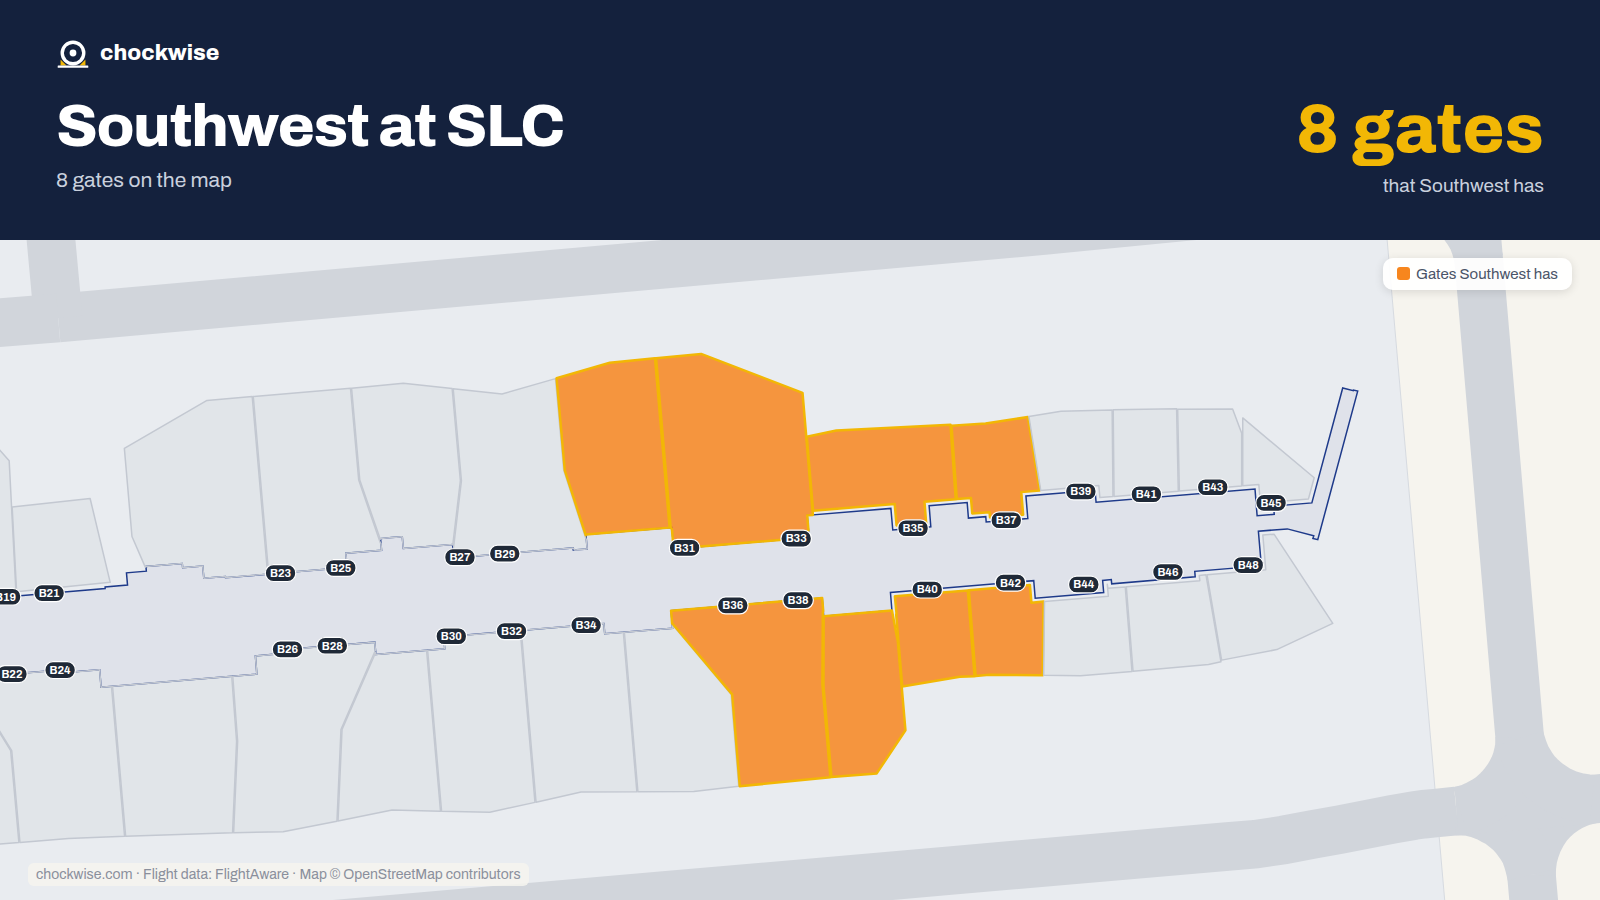 chockwise
Southwest at SLC
8 gates on the map
8 gates
that Southwest has
Gates Southwest has
B39
B41
B43
B45
B35
B37
B33
B31
B27
B29
B23
B25
B19
B21
B48
B46
B44
B42
B40
B38
B36
B34
B32
B30
B28
B26
B22
B24
chockwise.com · Flight data: FlightAware · Map © OpenStreetMap contributors